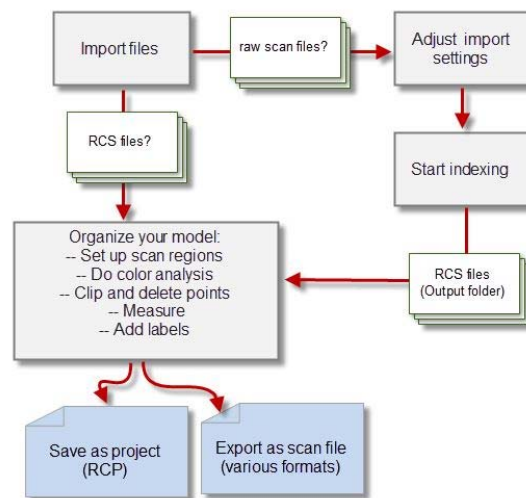 Import files
raw scan files?
Adjust import
settings
RCS files?
Start indexing
Organize your model:
-- Set up scan regions
-- Do color analysis
-- Clip and delete points
-- Measure
-- Add labels
RCS files
(Output folder)
Save as project
(RCP)
Export as scan file
(various formats)